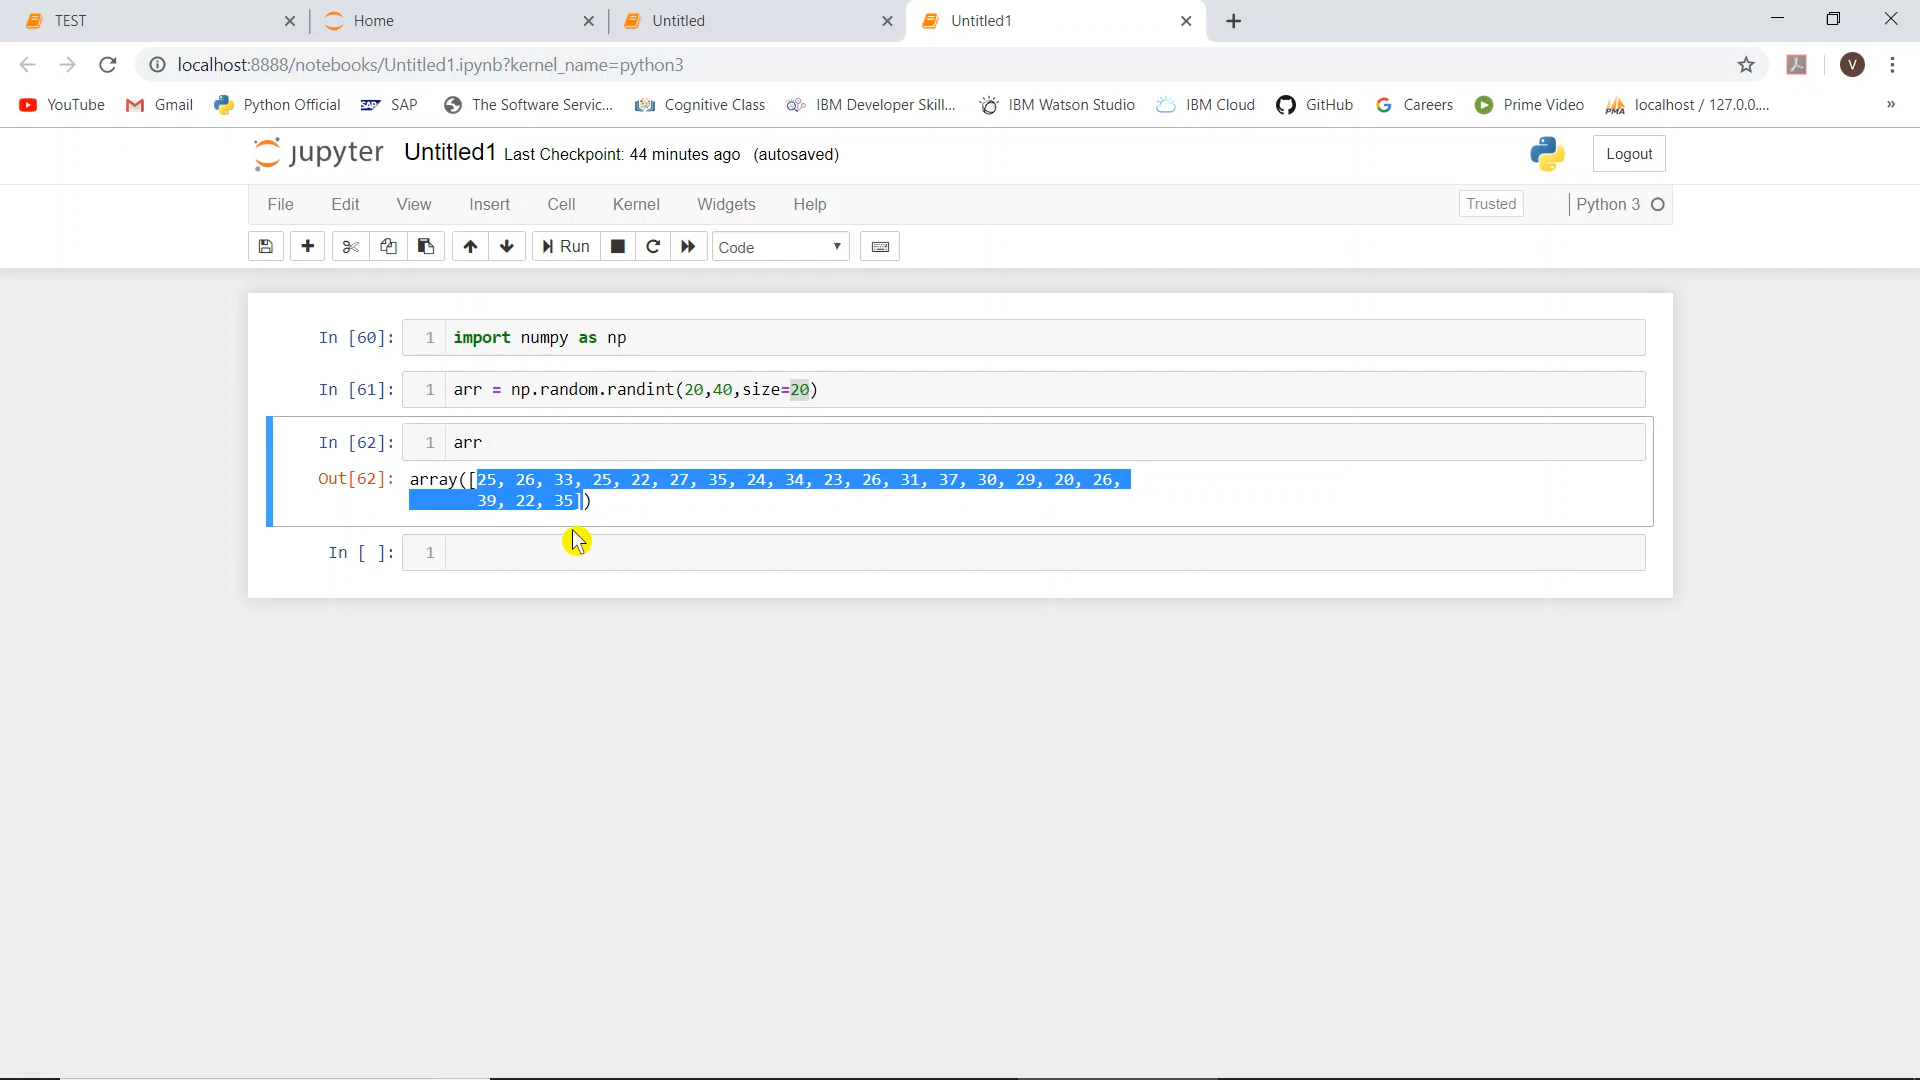 TEST
Home
Untitled
Untitled1
localhost:8888/notebooks/Untitled1.ipynb?kernel_name=python3
V
YouTube
Gmail
Python Official
SAP
SAP
The Software Servic...
Cognitive Class
IBM Developer Skill...
IBM Watson Studio
IBM Cloud
GitHub
Careers
Prime Video
PMA
localhost / 127.0.0....
»
jupyter
Untitled1 Last Checkpoint: 44 minutes ago (autosaved)
Logout
File Edit View Insert Cell Kernel Widgets Help
Trusted
Python 3
Run
Code
In [60]: 1 import numpy as np
In [61]: 1 arr = np.random.randint(20,40,size=20)
In [62]: 1 arr
Out[62]: array([25, 26, 33, 25, 22, 27, 35, 24, 34, 23, 26, 31, 37, 30, 29, 20, 26,
39, 22, 35])
In [ ]: 1